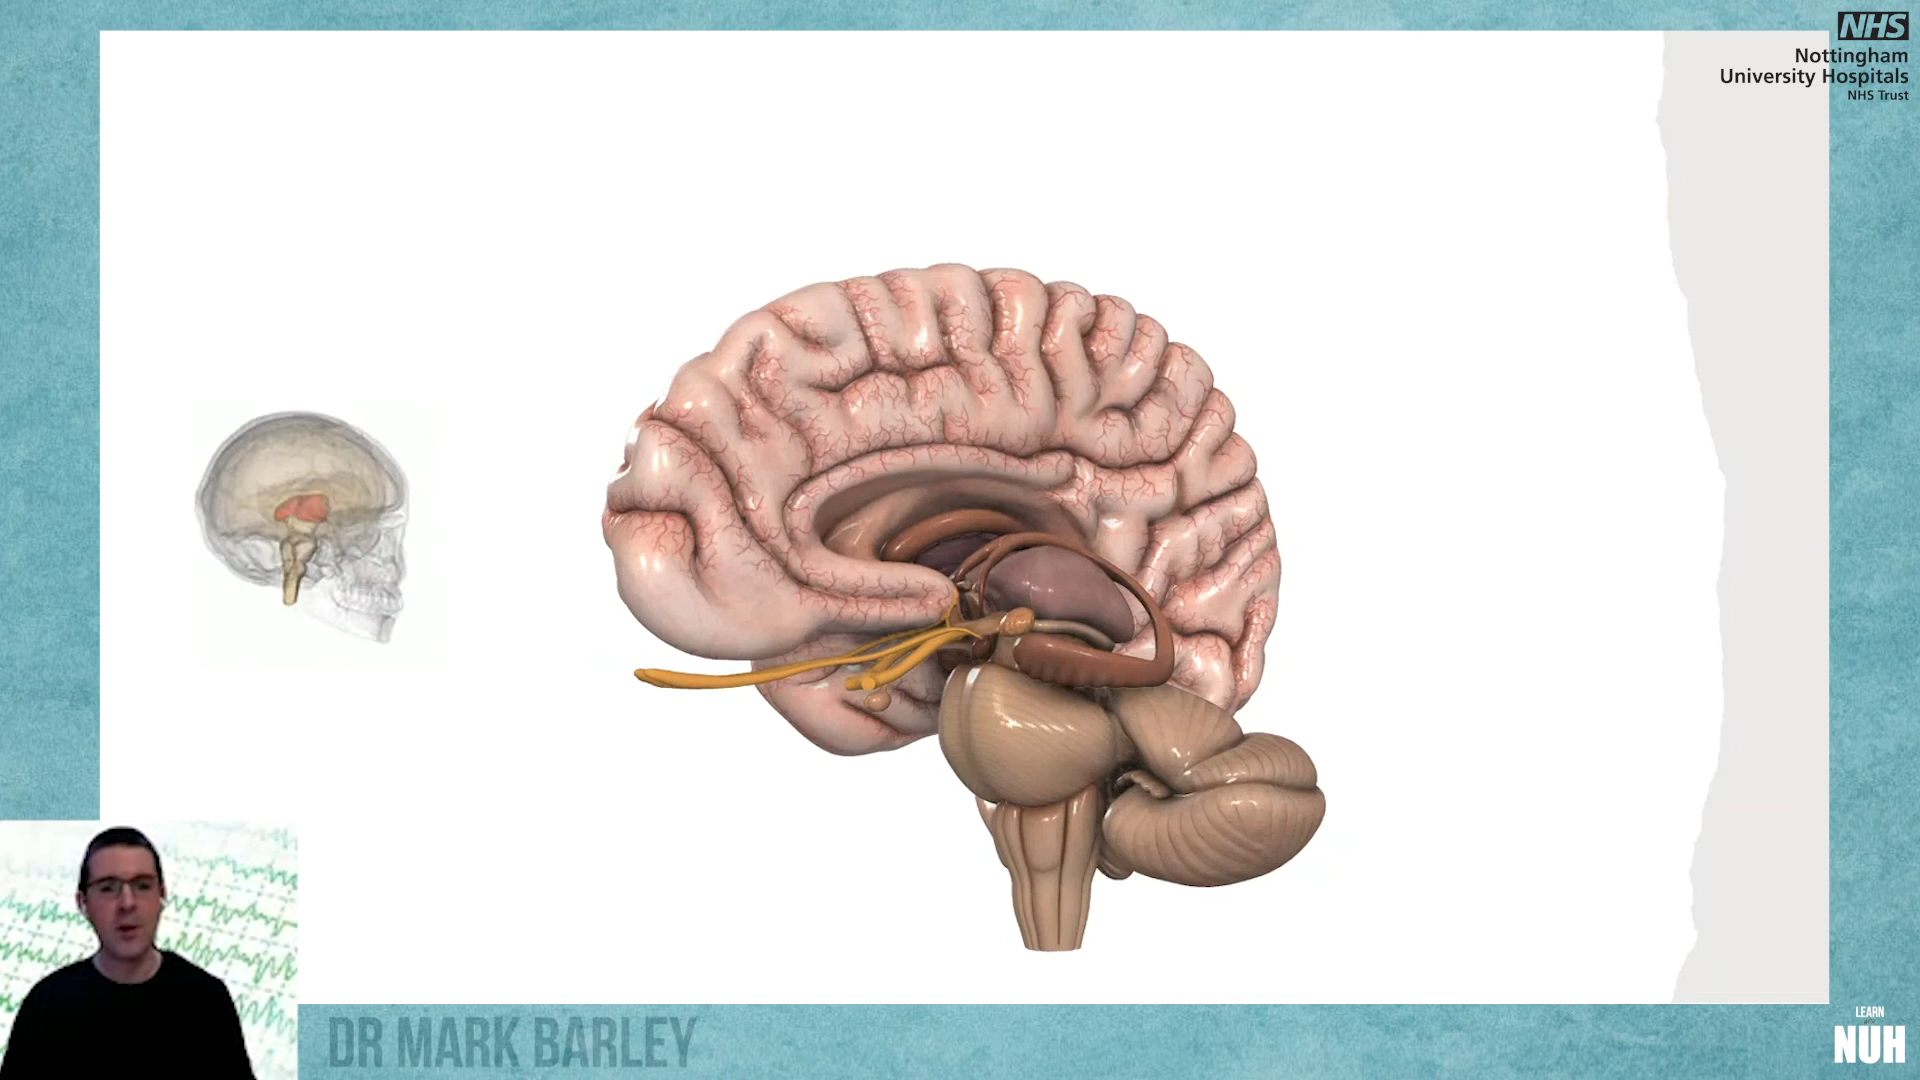 NHS
Nottingham
University Hospitals
NHS Trust
DR MARK BARLEY
LEARN
NUH